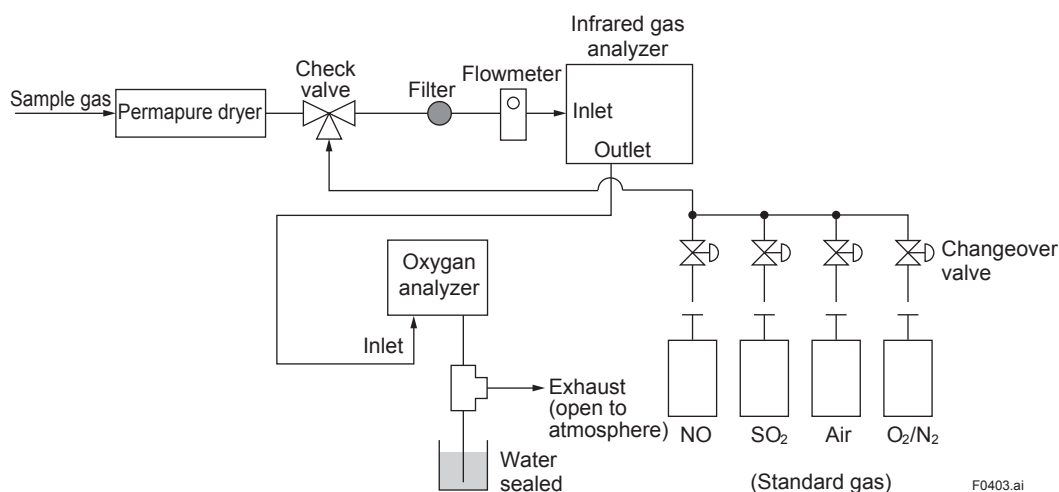 Infrared gas
analyzer
Check
valve
Filter
Flowmeter
Sample gas
Permapure dryer
Inlet
Outlet
Oxygan
analyzer
Changeover
valve
Inlet
Exhaust
(open to
atmosphere)
NO
SO₂
Air
O₂/N₂
Water
sealed
(Standard gas)
F0403.ai